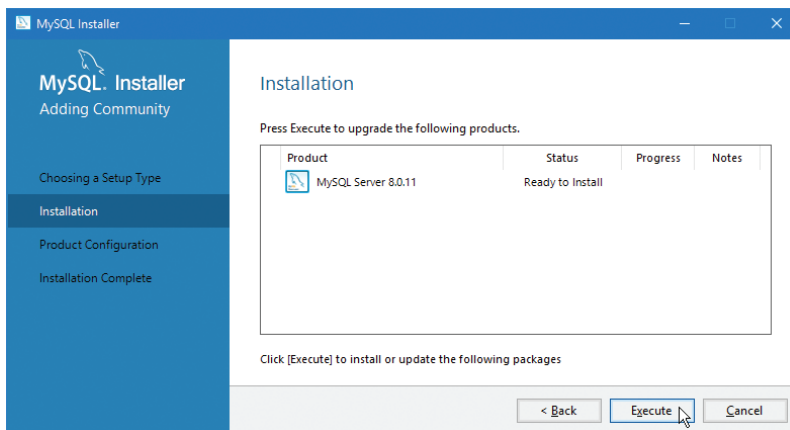 MySQL Installer
MySQL. Installer
Adding Community
Choosing a Setup Type
Installation
Product Configuration
Installation Complete
Installation
Press Execute to upgrade the following products.
Product Status Progress Notes
MySQL Server 8.0.11 Ready to Install
Click [Execute] to install or update the following packages
< Back Execute Cancel